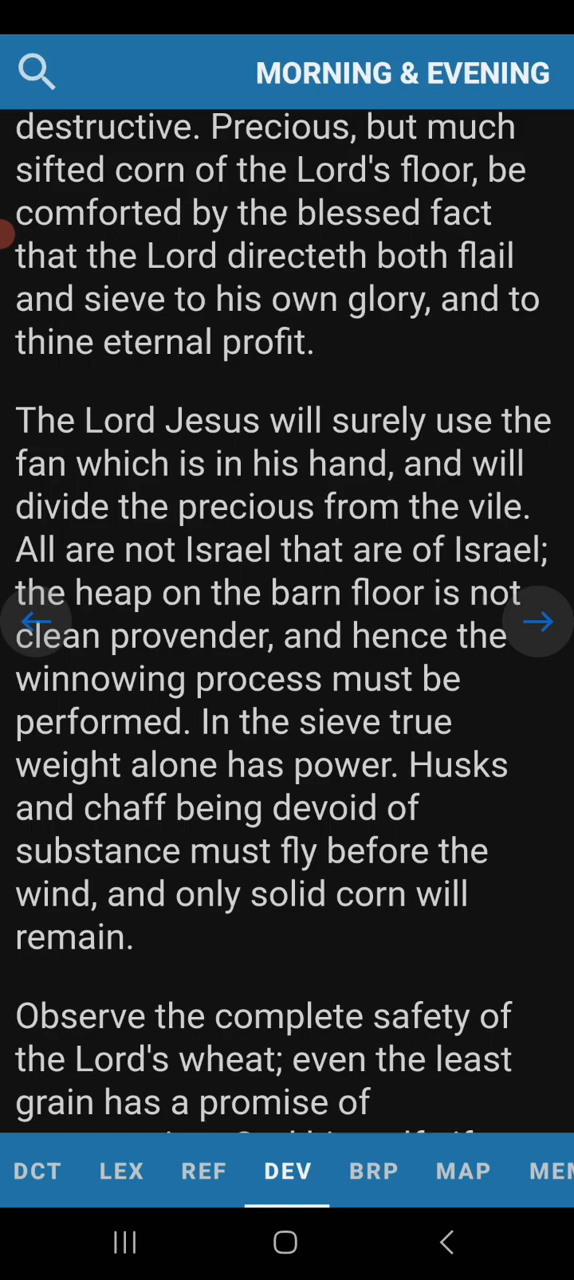 MORNING & EVENING
destructive. Precious, but much
sifted corn of the Lord's floor, be
comforted by the blessed fact
that the Lord directeth both flail
and sieve to his own glory, and to
thine eternal profit.
The Lord Jesus will surely use the
fan which is in his hand, and will
divide the precious from the vile.
All are not Israel that are of Israel;
the heap on the barn floor is not
clean provender, and hence the
winnowing process must be
performed. In the sieve true
weight alone has power. Husks
and chaff being devoid of
substance must fly before the
wind, and only solid corn will
remain.
Observe the complete safety of
the Lord's wheat; even the least
grain has a promise of
DCT LEX REF DEV BRP MAP